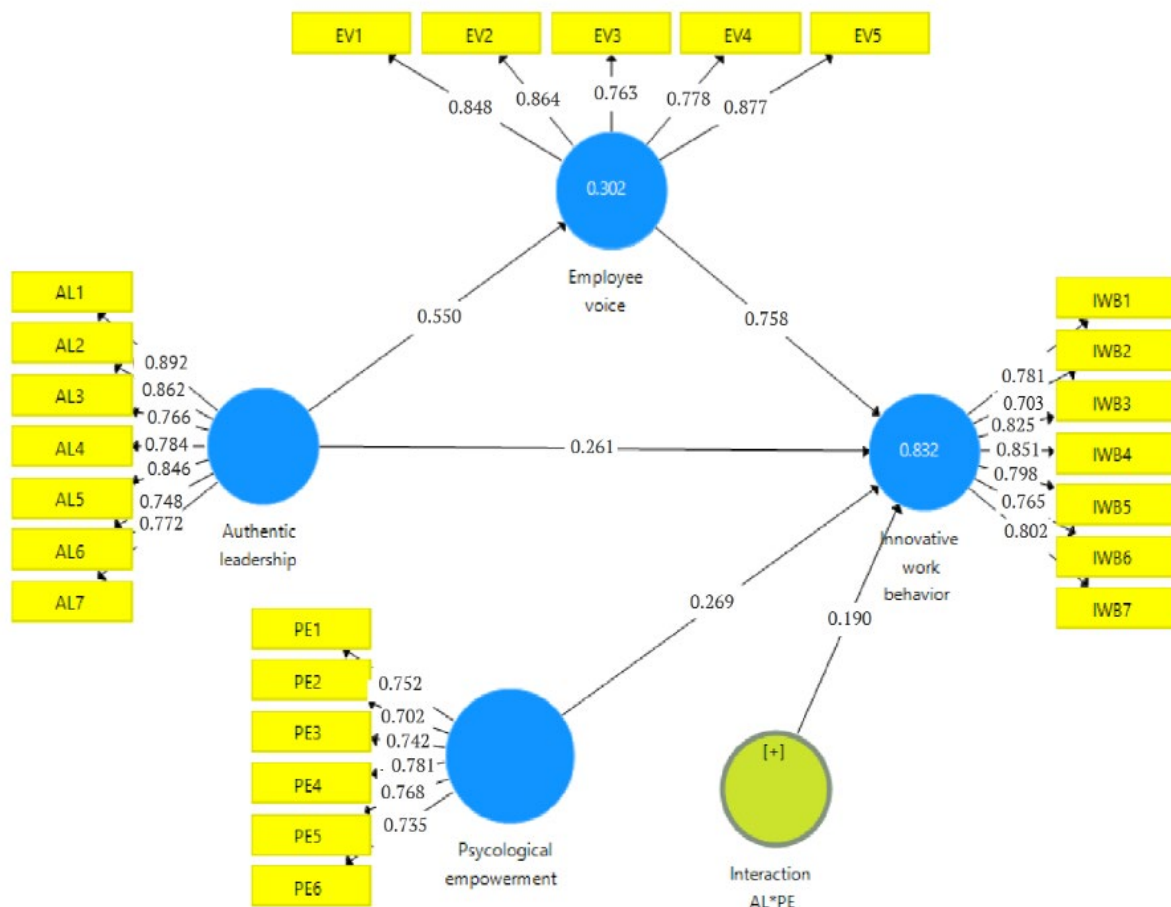 EV1
EV2
EV3
EV4
EV5
0.848
0.864
0.763
0.778
0.877
0.302
Employee
voice
AL1
AL2
AL3
AL4
AL5
AL6
AL7
0.892
0.862
0.766
0.784
0.846
0.748
0.772
Authentic
leadership
0.550
0.758
0.261
0.269
0.190
0.832
Innovative
work
behavior
0.781
0.703
0.825
0.851
0.798
0.765
0.802
IWB1
IWB2
IWB3
IWB4
IWB5
IWB6
IWB7
PE1
PE2
PE3
PE4
PE5
PE6
0.752
0.702
0.742
0.781
0.768
0.735
Psycological
empowerment
[+]
Interaction
AL*PE